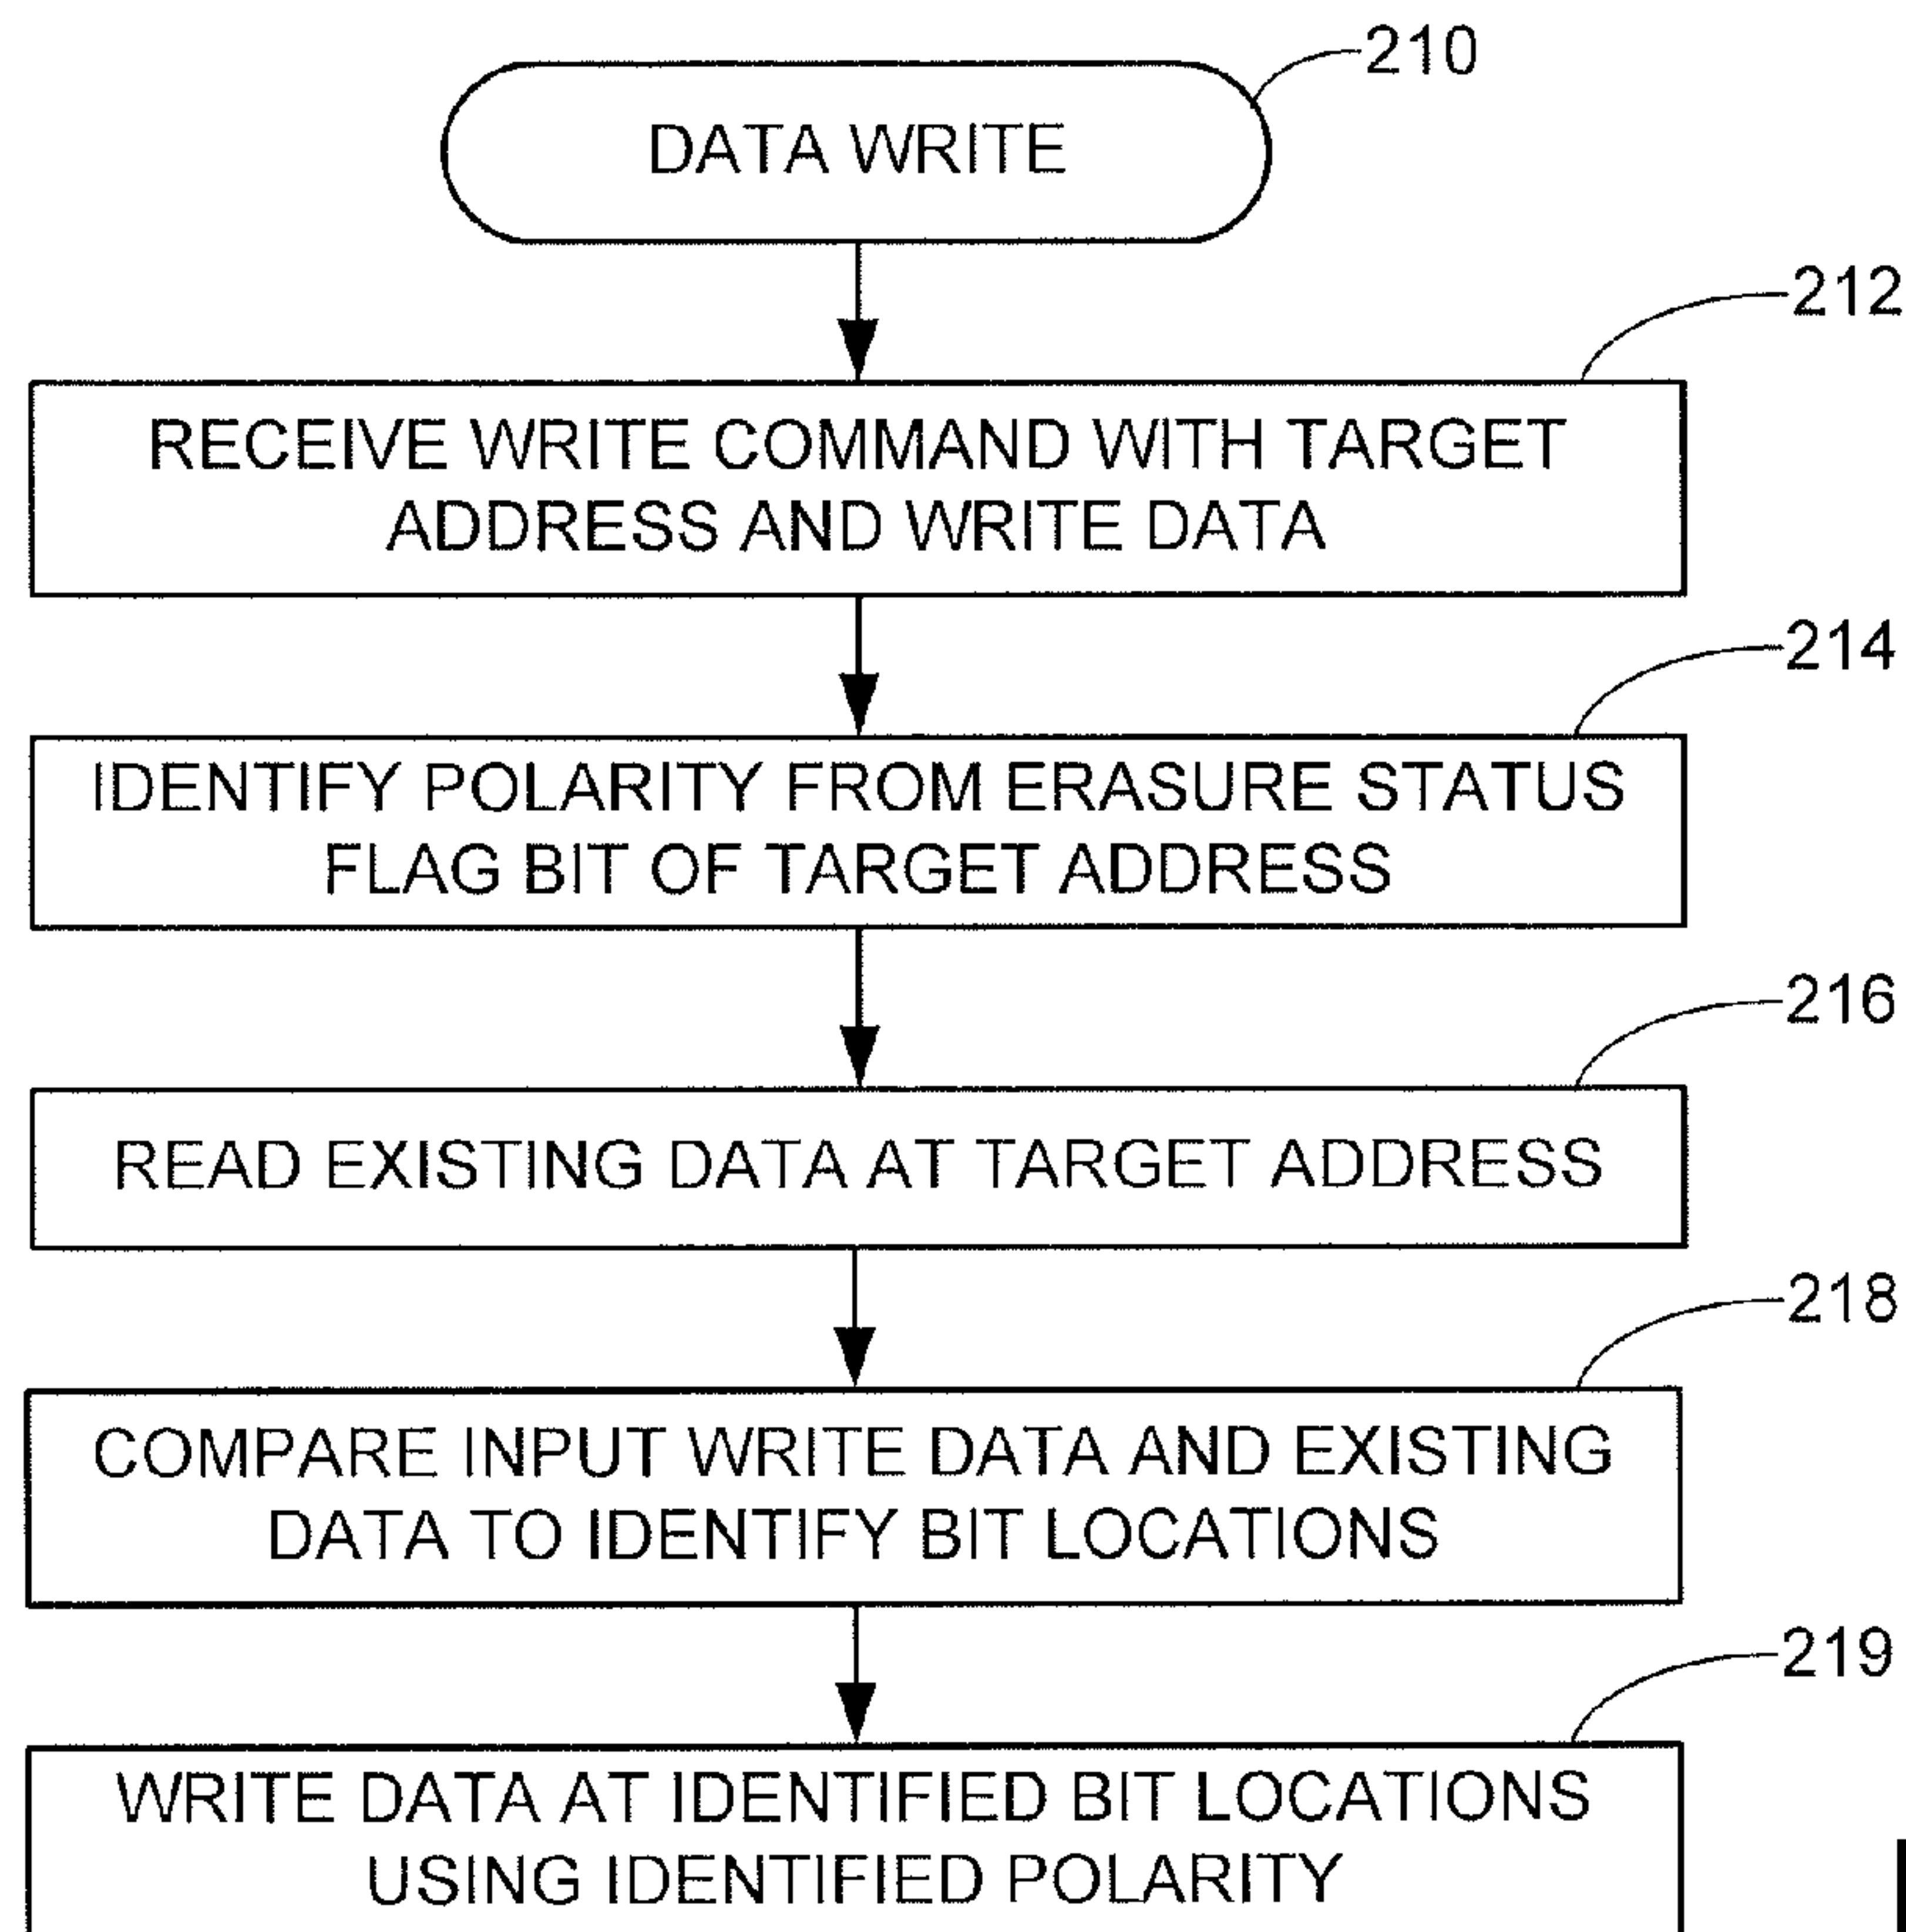 210
DATA WRITE
212
RECEIVE WRITE COMMAND WITH TARGET
ADDRESS AND WRITE DATA
214
IDENTIFY POLARITY FROM ERASURE STATUS
FLAG BIT OF TARGET ADDRESS
216
READ EXISTING DATA AT TARGET ADDRESS
218
COMPARE INPUT WRITE DATA AND EXISTING
DATA TO IDENTIFY BIT LOCATIONS
219
WRITE DATA AT IDENTIFIED BIT LOCATIONS
USING IDENTIFIED POLARITY